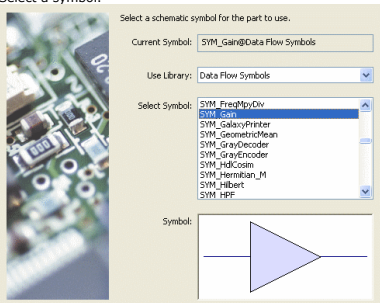 Select a symbol.
Select a schematic symbol for the part to use.
Current Symbol: SYM_Gain@Data Flow Symbols
Use Library: Data Flow Symbols
Select Symbol:
SYM_FreqMpyDiv
SYM_Gain
SYM_GalaxyPrinter
SYM_GeometricMean
SYM_GrayDecoder
SYM_GrayEncoder
SYM_HdlCosim
SYM_Hermitian_M
SYM_Hilbert
SYM_HPF
Symbol: